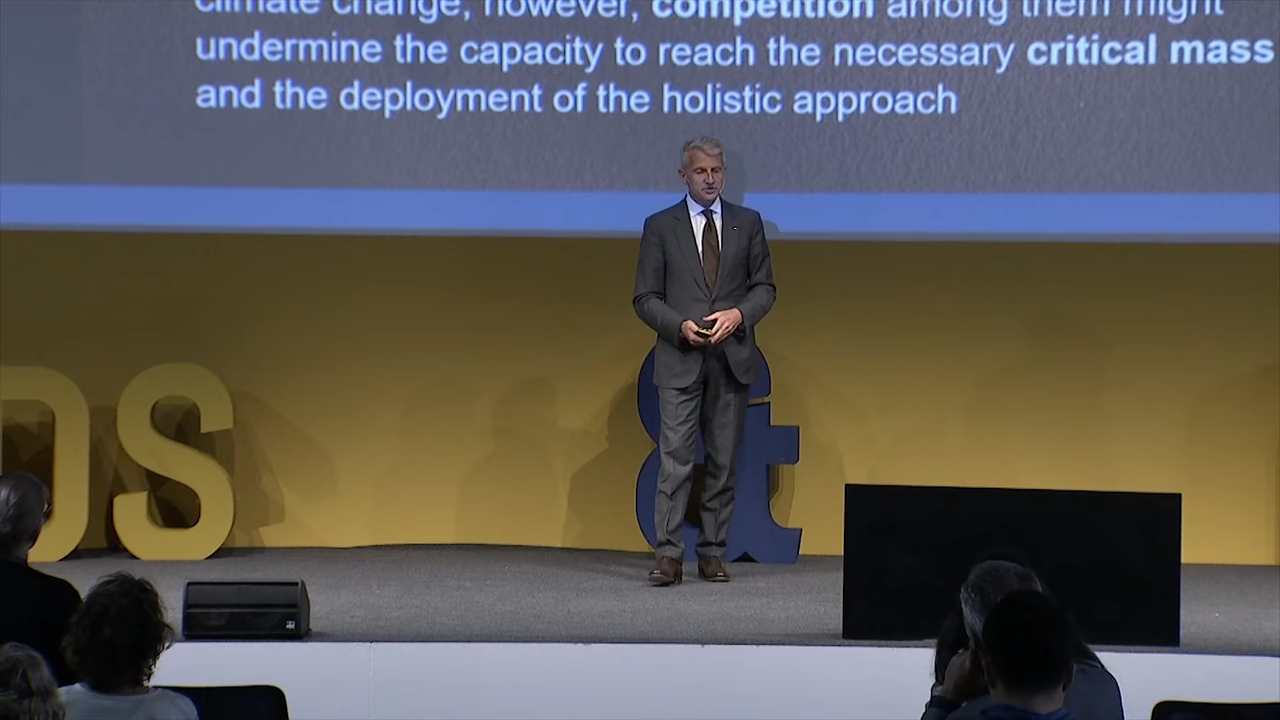 climate change, however, competition among them might
undermine the capacity to reach the necessary critical mass
and the deployment of the holistic approach
OS
&